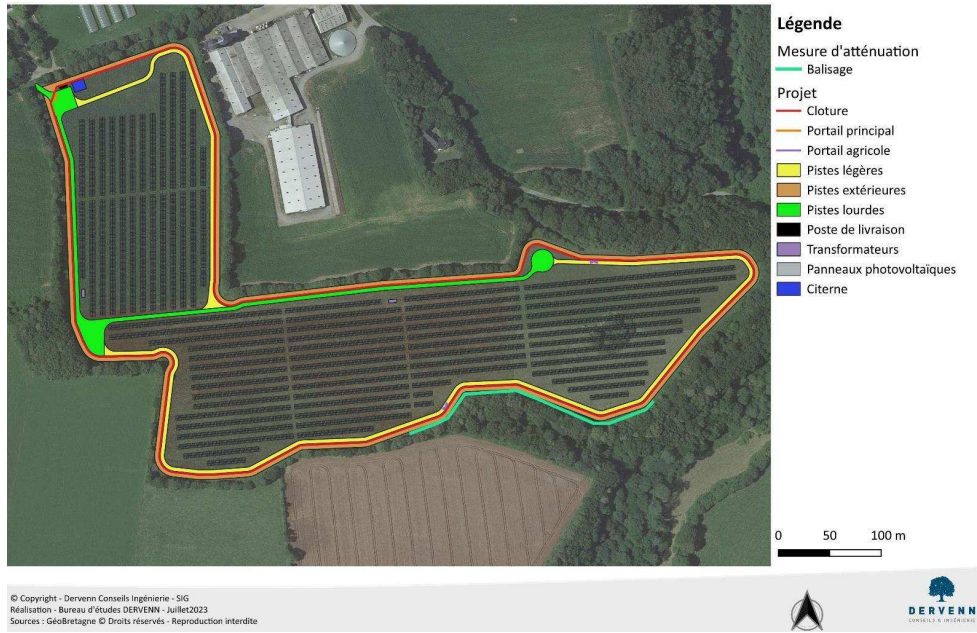 Légende
Mesure d'atténuation
Balisage
Projet
Cloture
Portail principal
Portail agricole
Pistes légères
Pistes extérieures
Pistes lourdes
Poste de livraison
Transformateurs
Panneaux photovoltaïques
Citerne
0 50 100 m
© Copyright - Dervenn Conseils Ingénierie - SIG
Réalisation - Bureau d'études DERVENN - Juillet2023
Sources : GéoBretagne © Droits réservés - Reproduction interdite
DERVENN
CONSEILS & INGÉNIERIE